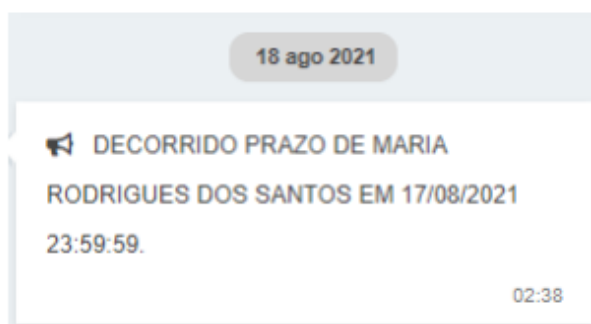 18 ago 2021
DECORRIDO PRAZO DE MARIA
RODRIGUES DOS SANTOS EM 17/08/2021
23:59:59.
02:38